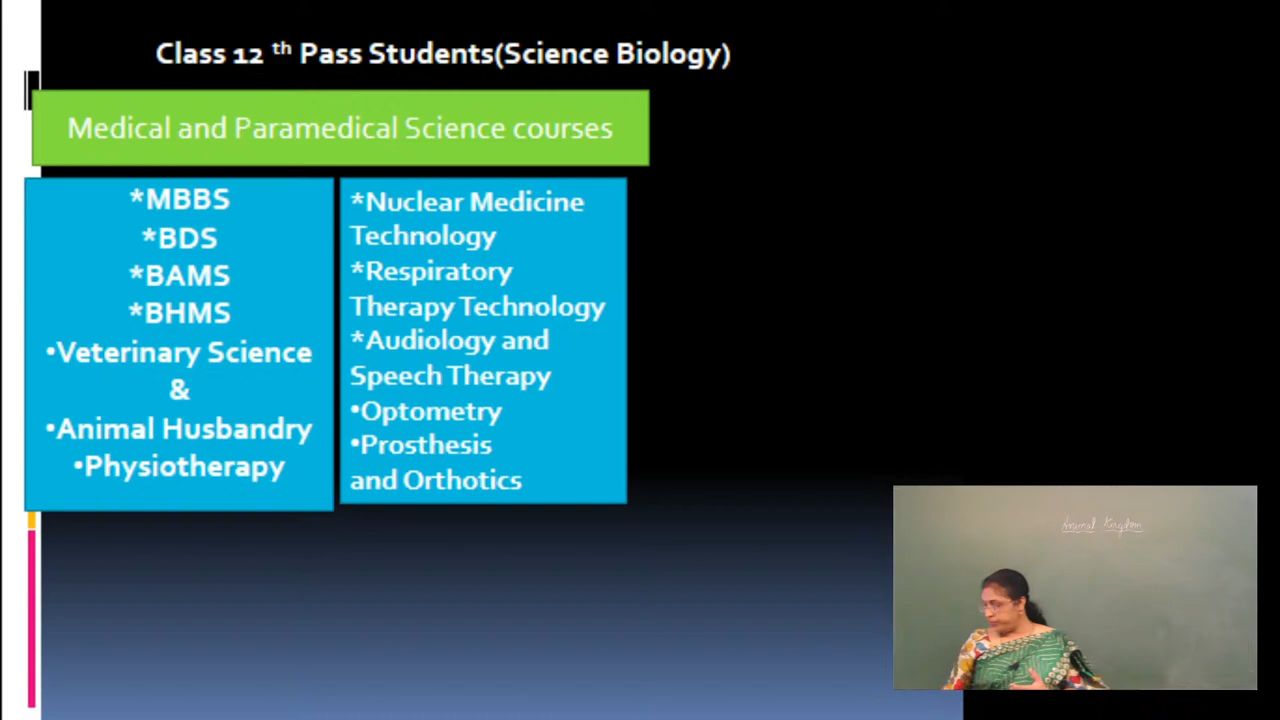 Class 12 th Pass Students(Science Biology)
Medical and Paramedical Science courses
*MBBS
*BDS
*BAMS
*BHMS
•Veterinary Science
&
•Animal Husbandry
•Physiotherapy
*Nuclear Medicine
Technology
*Respiratory
Therapy Technology
*Audiology and
Speech Therapy
•Optometry
•Prosthesis
and Orthotics
Animal Kingdom